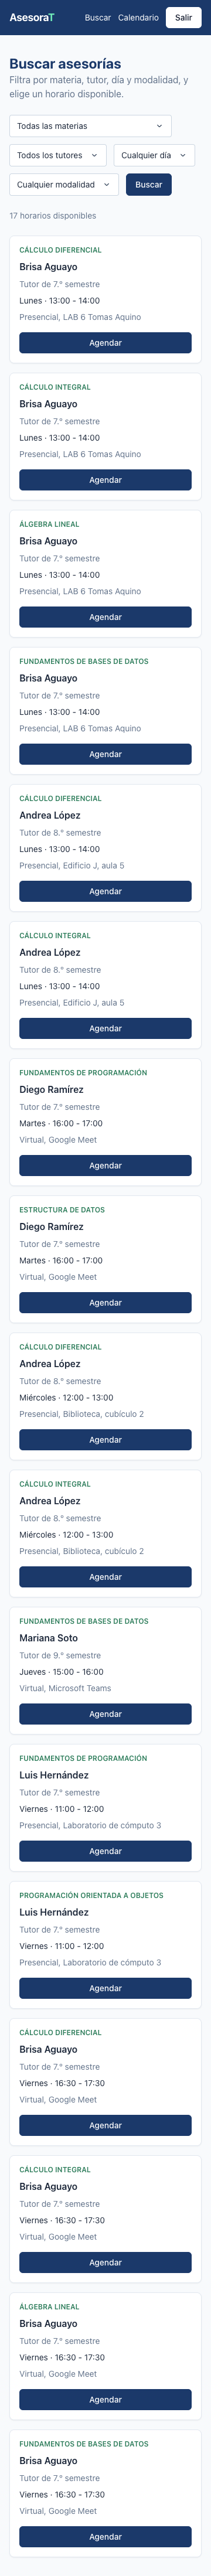 AsesoraT Buscar Calendario Salir
Buscar asesorías
Filtra por materia, tutor, día y modalidad, y
elige un horario disponible.
Todas las materias
Todos los tutores Cualquier día
Cualquier modalidad Buscar
17 horarios disponibles
CÁLCULO DIFERENCIAL
Brisa Aguayo
Tutor de 7.° semestre
Lunes · 13:00 - 14:00
Presencial, LAB 6 Tomas Aquino
Agendar
CÁLCULO INTEGRAL
Brisa Aguayo
Tutor de 7.° semestre
Lunes · 13:00 - 14:00
Presencial, LAB 6 Tomas Aquino
Agendar
ÁLGEBRA LINEAL
Brisa Aguayo
Tutor de 7.° semestre
Lunes · 13:00 - 14:00
Presencial, LAB 6 Tomas Aquino
Agendar
FUNDAMENTOS DE BASES DE DATOS
Brisa Aguayo
Tutor de 7.° semestre
Lunes · 13:00 - 14:00
Presencial, LAB 6 Tomas Aquino
Agendar
CÁLCULO DIFERENCIAL
Andrea López
Tutor de 8.° semestre
Lunes · 13:00 - 14:00
Presencial, Edificio J, aula 5
Agendar
CÁLCULO INTEGRAL
Andrea López
Tutor de 8.° semestre
Lunes · 13:00 - 14:00
Presencial, Edificio J, aula 5
Agendar
FUNDAMENTOS DE PROGRAMACIÓN
Diego Ramírez
Tutor de 7.° semestre
Martes · 16:00 - 17:00
Virtual, Google Meet
Agendar
ESTRUCTURA DE DATOS
Diego Ramírez
Tutor de 7.° semestre
Martes · 16:00 - 17:00
Virtual, Google Meet
Agendar
CÁLCULO DIFERENCIAL
Andrea López
Tutor de 8.° semestre
Miércoles · 12:00 - 13:00
Presencial, Biblioteca, cubículo 2
Agendar
CÁLCULO INTEGRAL
Andrea López
Tutor de 8.° semestre
Miércoles · 12:00 - 13:00
Presencial, Biblioteca, cubículo 2
Agendar
FUNDAMENTOS DE BASES DE DATOS
Mariana Soto
Tutor de 9.° semestre
Jueves · 15:00 - 16:00
Virtual, Microsoft Teams
Agendar
FUNDAMENTOS DE PROGRAMACIÓN
Luis Hernández
Tutor de 7.° semestre
Viernes · 11:00 - 12:00
Presencial, Laboratorio de cómputo 3
Agendar
PROGRAMACIÓN ORIENTADA A OBJETOS
Luis Hernández
Tutor de 7.° semestre
Viernes · 11:00 - 12:00
Presencial, Laboratorio de cómputo 3
Agendar
CÁLCULO DIFERENCIAL
Brisa Aguayo
Tutor de 7.° semestre
Viernes · 16:30 - 17:30
Virtual, Google Meet
Agendar
CÁLCULO INTEGRAL
Brisa Aguayo
Tutor de 7.° semestre
Viernes · 16:30 - 17:30
Virtual, Google Meet
Agendar
ÁLGEBRA LINEAL
Brisa Aguayo
Tutor de 7.° semestre
Viernes · 16:30 - 17:30
Virtual, Google Meet
Agendar
FUNDAMENTOS DE BASES DE DATOS
Brisa Aguayo
Tutor de 7.° semestre
Viernes · 16:30 - 17:30
Virtual, Google Meet
Agendar